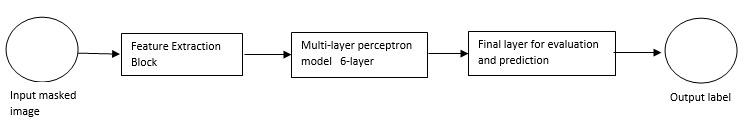 Feature Extraction
Block
Multi-layer perceptron
model 6-layer
Final layer for evaluation
and prediction
Input masked
image
Output label